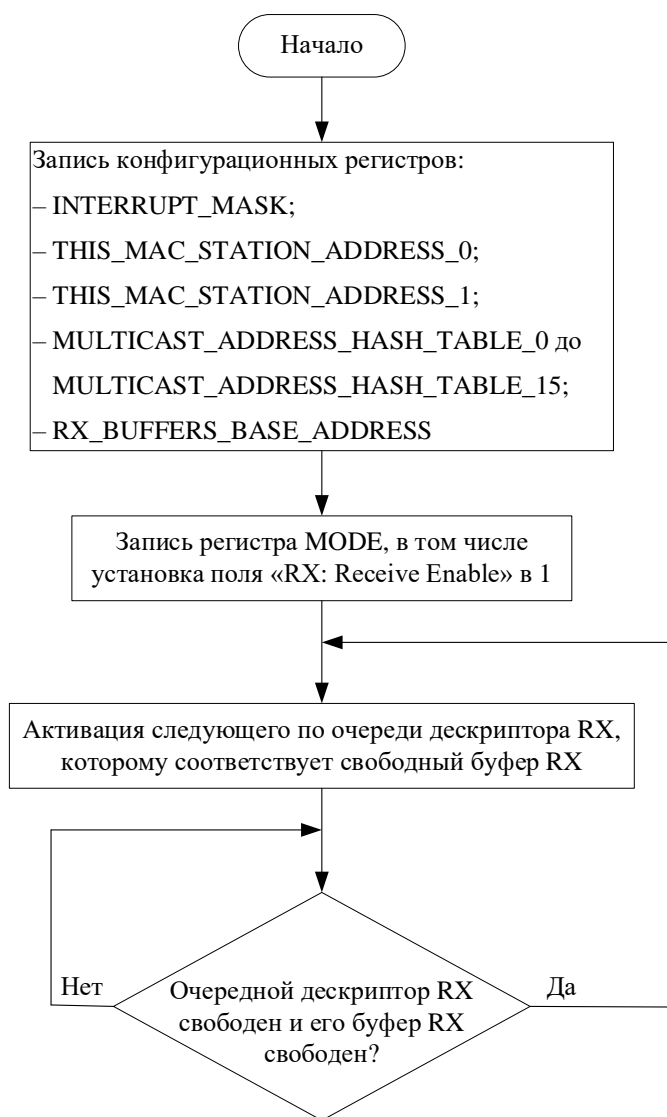 Начало
Запись конфигурационных регистров:
– INTERRUPT_MASK;
– THIS_MAC_STATION_ADDRESS_0;
– THIS_MAC_STATION_ADDRESS_1;
– MULTICAST_ADDRESS_HASH_TABLE_0 до
MULTICAST_ADDRESS_HASH_TABLE_15;
– RX_BUFFERS_BASE_ADDRESS
Запись регистра MODE, в том числе
установка поля «RX: Receive Enable» в 1
Активация следующего по очереди дескриптора RX,
которому соответствует свободный буфер RX
Нет
Да
Очередной дескриптор RX
свободен и его буфер RX
свободен?